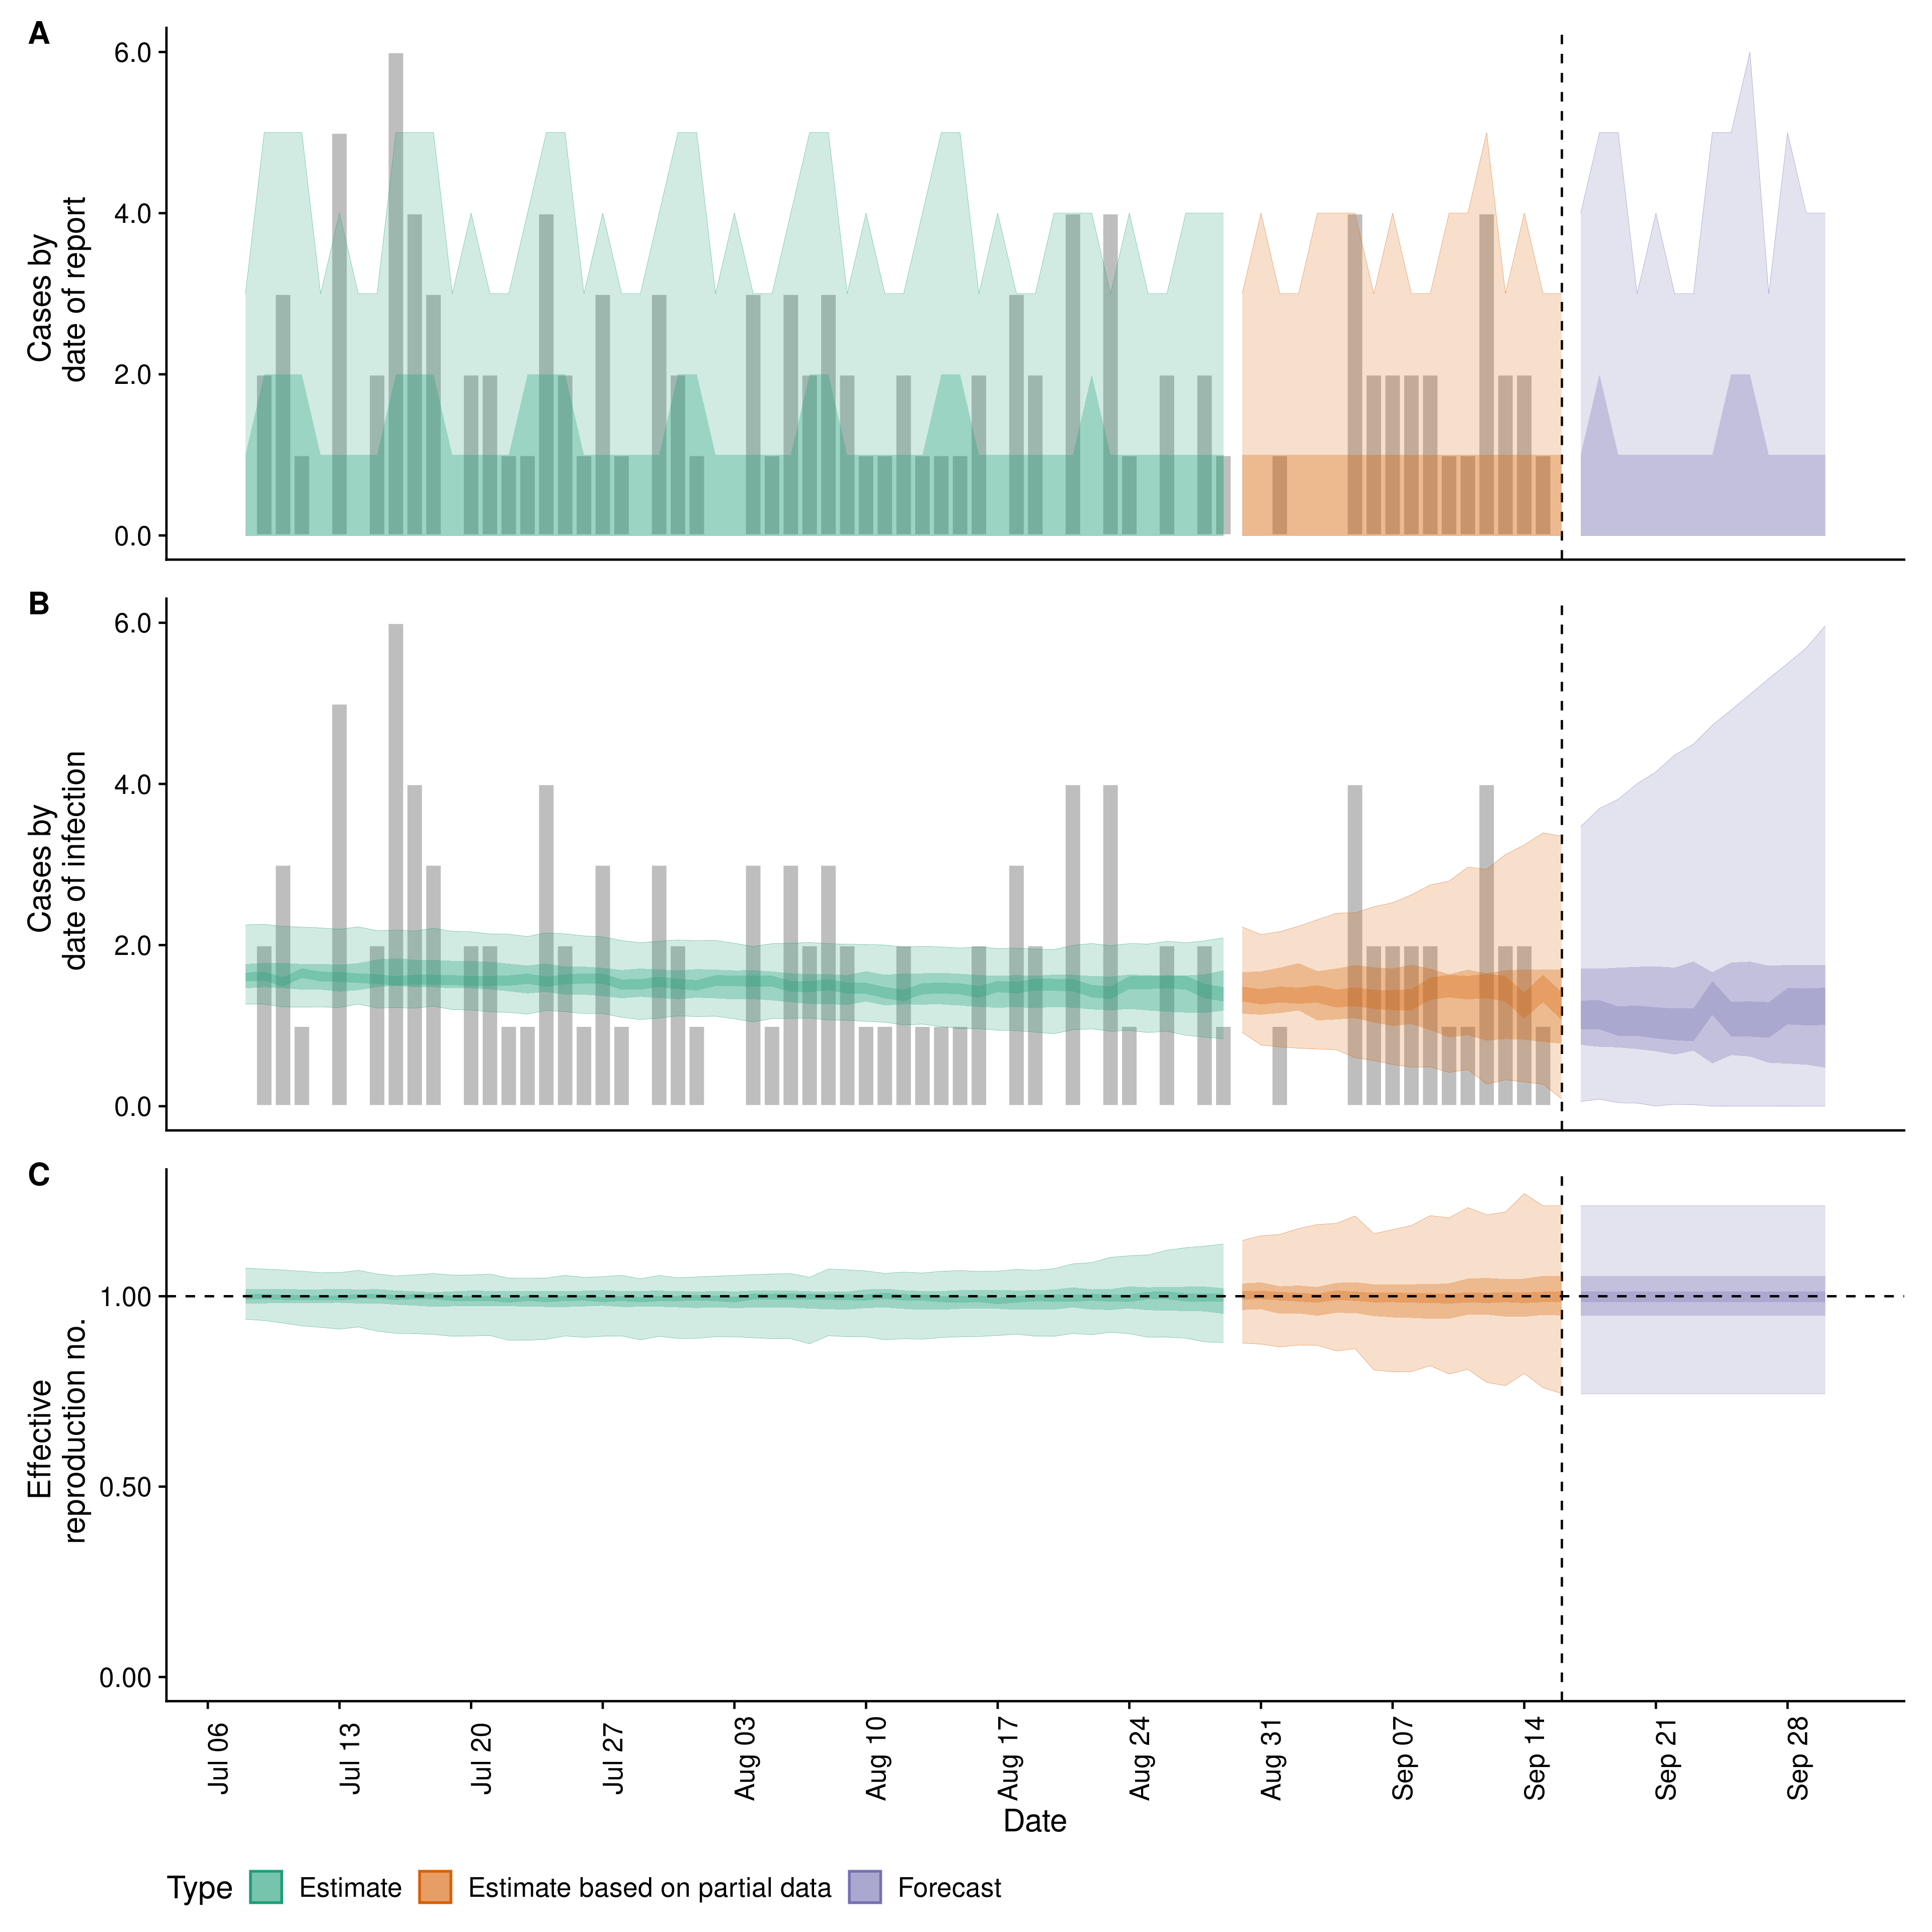 A
6.0
4.0
2.0
0.0
Cases by
date of report
B
6.0
4.0
2.0
0.0
Cases by
date of infection
C
1.00
0.50
0.00
Effective
reproduction no.
Jul 06
Jul 13
Jul 20
Jul 27
Aug 03
Aug 10
Aug 17
Aug 24
Aug 31
Sep 07
Sep 14
Sep 21
Sep 28
Date
Type Estimate Estimate based on partial data Forecast